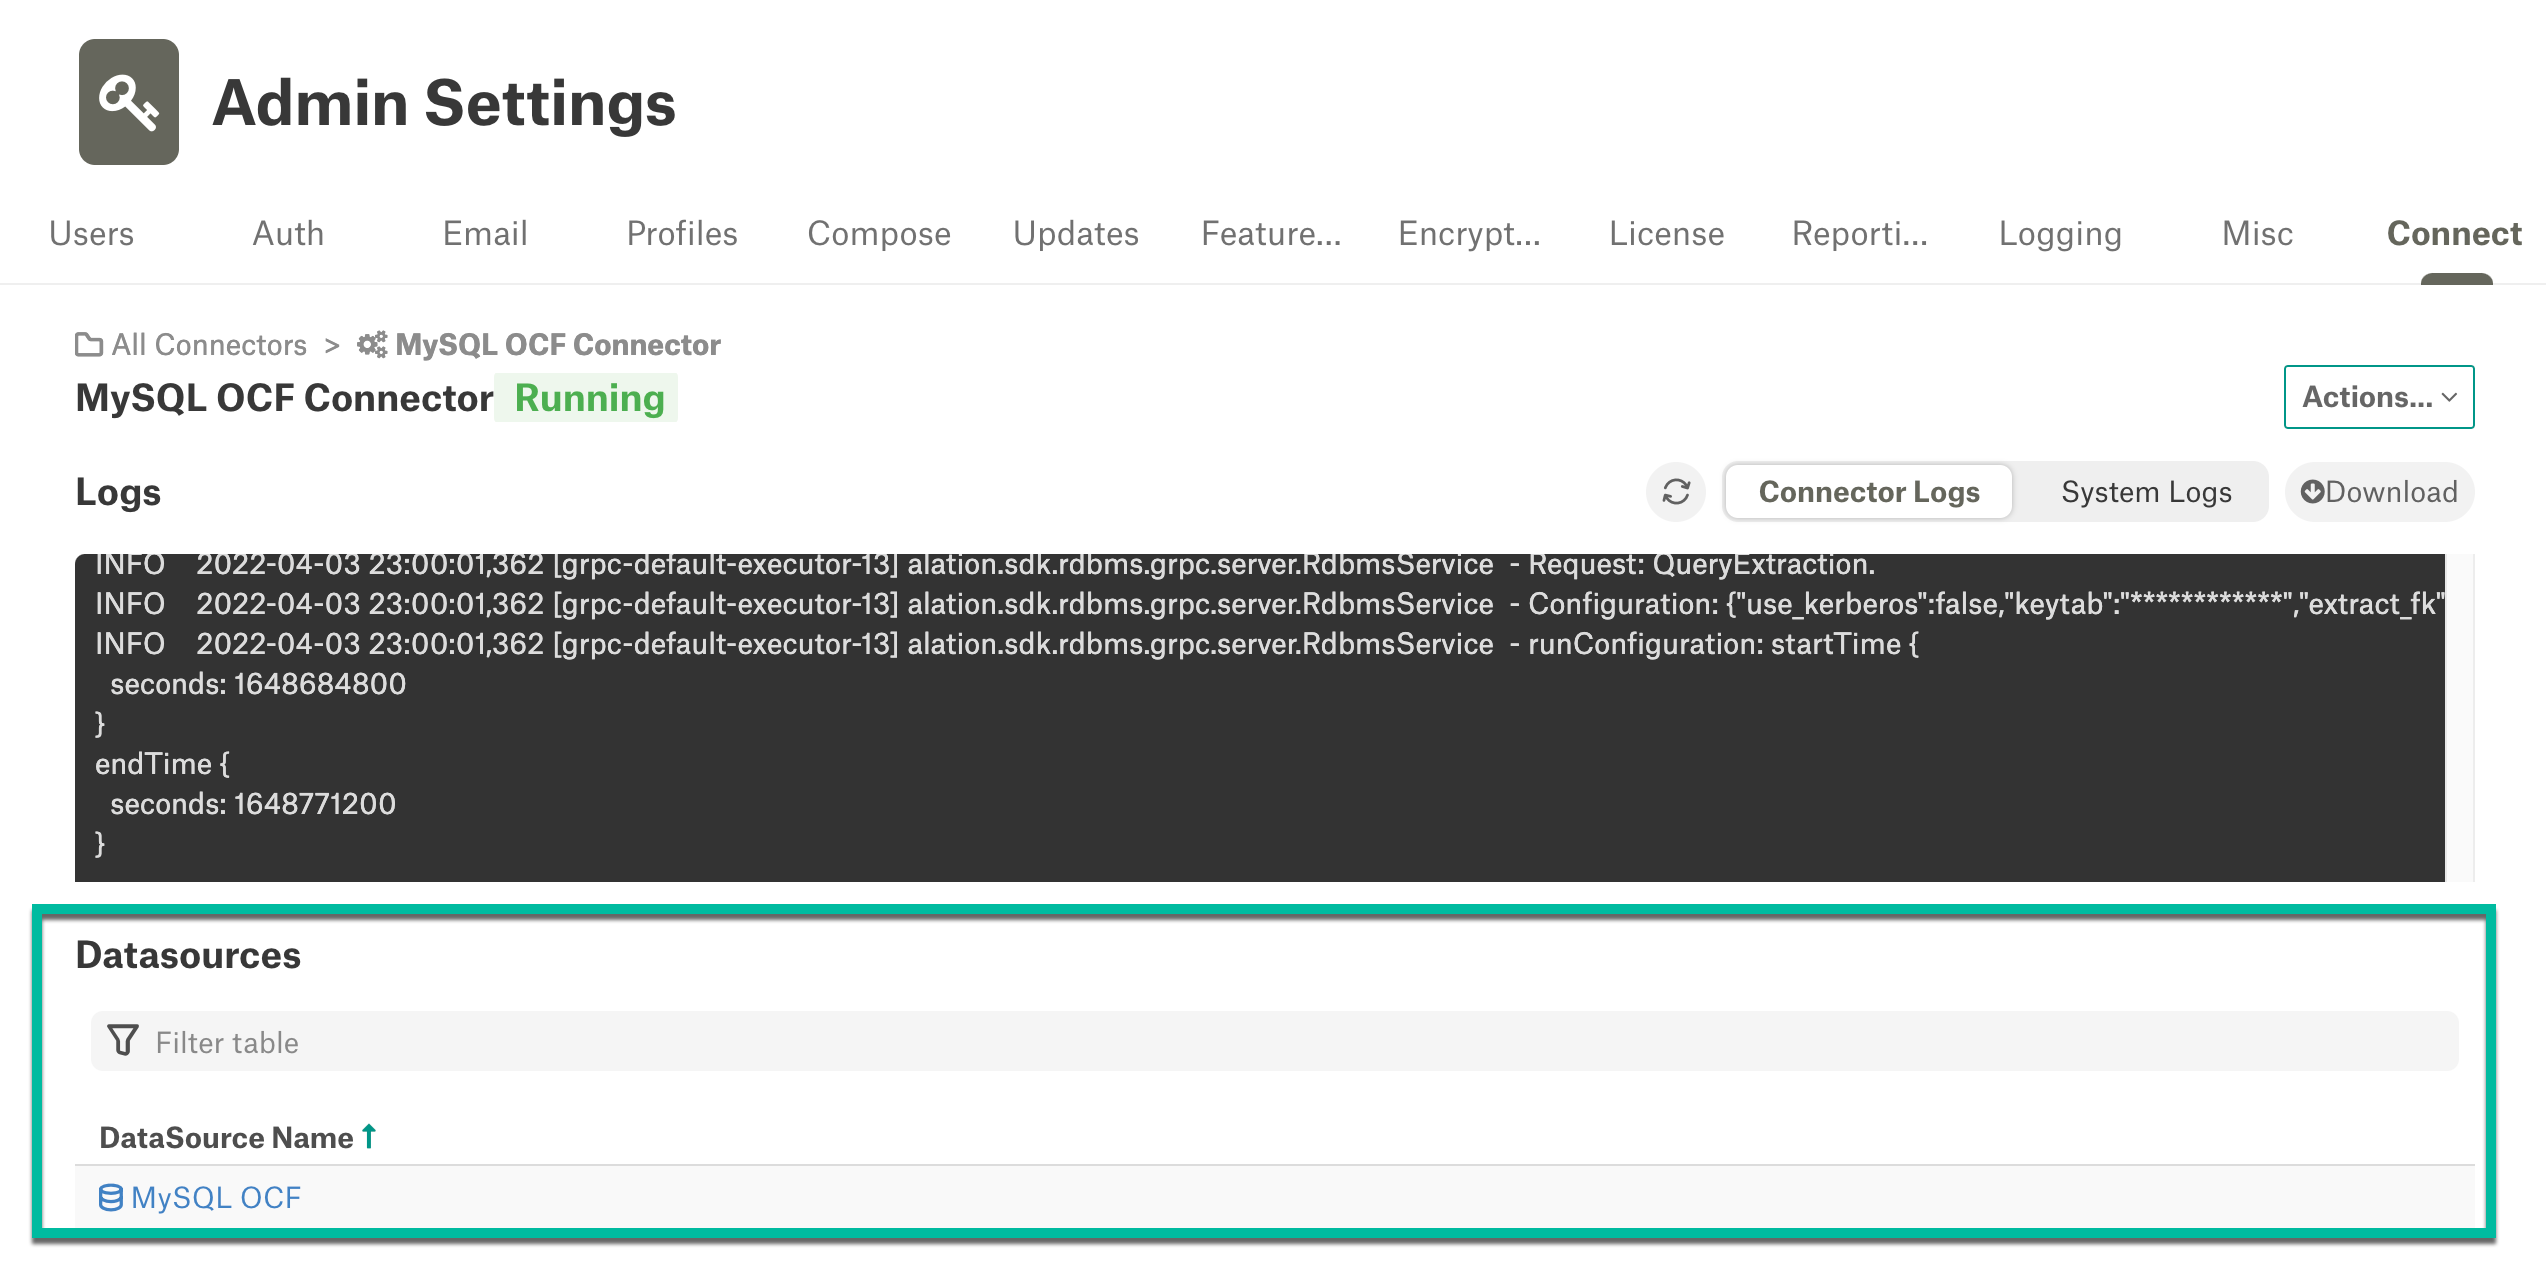 Admin Settings
Users Auth Email Profiles Compose Updates Feature... Encrypt... License Reporti... Logging Misc Connect
All Connectors > MySQL OCF Connector
MySQL OCF Connector Running
Actions...
Logs
Connector Logs System Logs Download
INFO 2022-04-03 23:00:01,362 [grpc-default-executor-13] alation.sdk.rdbms.grpc.server.RdbmsService - Request: QueryExtraction.
INFO 2022-04-03 23:00:01,362 [grpc-default-executor-13] alation.sdk.rdbms.grpc.server.RdbmsService - Configuration: {"use_kerberos":false,"keytab":"************","extract_fk"
INFO 2022-04-03 23:00:01,362 [grpc-default-executor-13] alation.sdk.rdbms.grpc.server.RdbmsService - runConfiguration: startTime {
seconds: 1648684800
}
endTime {
seconds: 1648771200
}
Datasources
Filter table
DataSource Name ↑
MySQL OCF